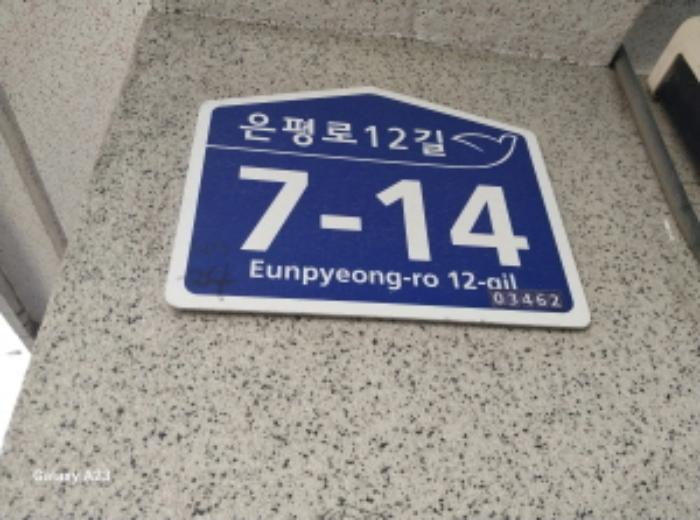 은평로12길
7-14
Eunpyeong-ro 12-gil
03462
Galaxy A23